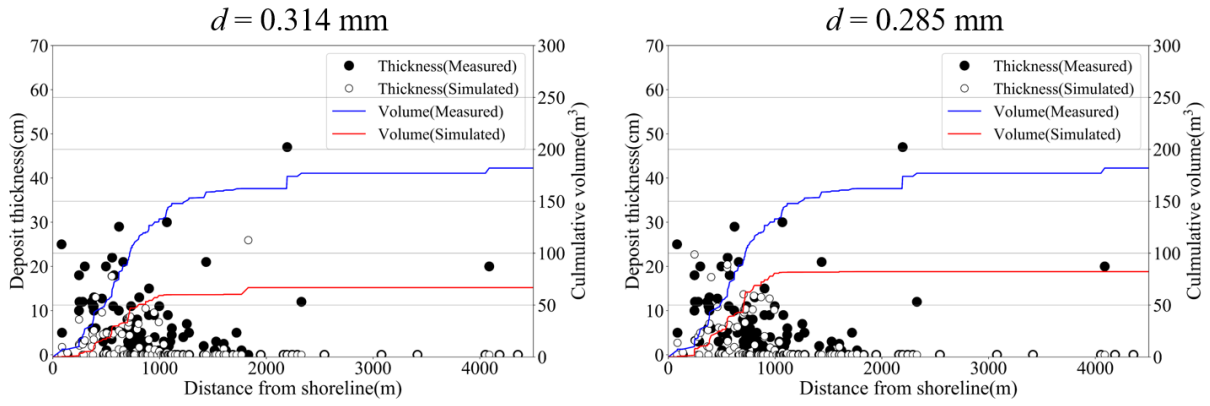 d = 0.314 mm
Deposit thickness(cm)
70
60
50
40
30
20
10
0
Thickness(Measured)
Thickness(Simulated)
Volume(Measured)
Volume(Simulated)
300
250
200
150
100
50
0
Culmulative volume(m³)
0 1000 2000 3000 4000
Distance from shoreline(m)
d = 0.285 mm
Deposit thickness(cm)
70
60
50
40
30
20
10
0
Thickness(Measured)
Thickness(Simulated)
Volume(Measured)
Volume(Simulated)
300
250
200
150
100
50
0
Culmulative volume(m³)
0 1000 2000 3000 4000
Distance from shoreline(m)